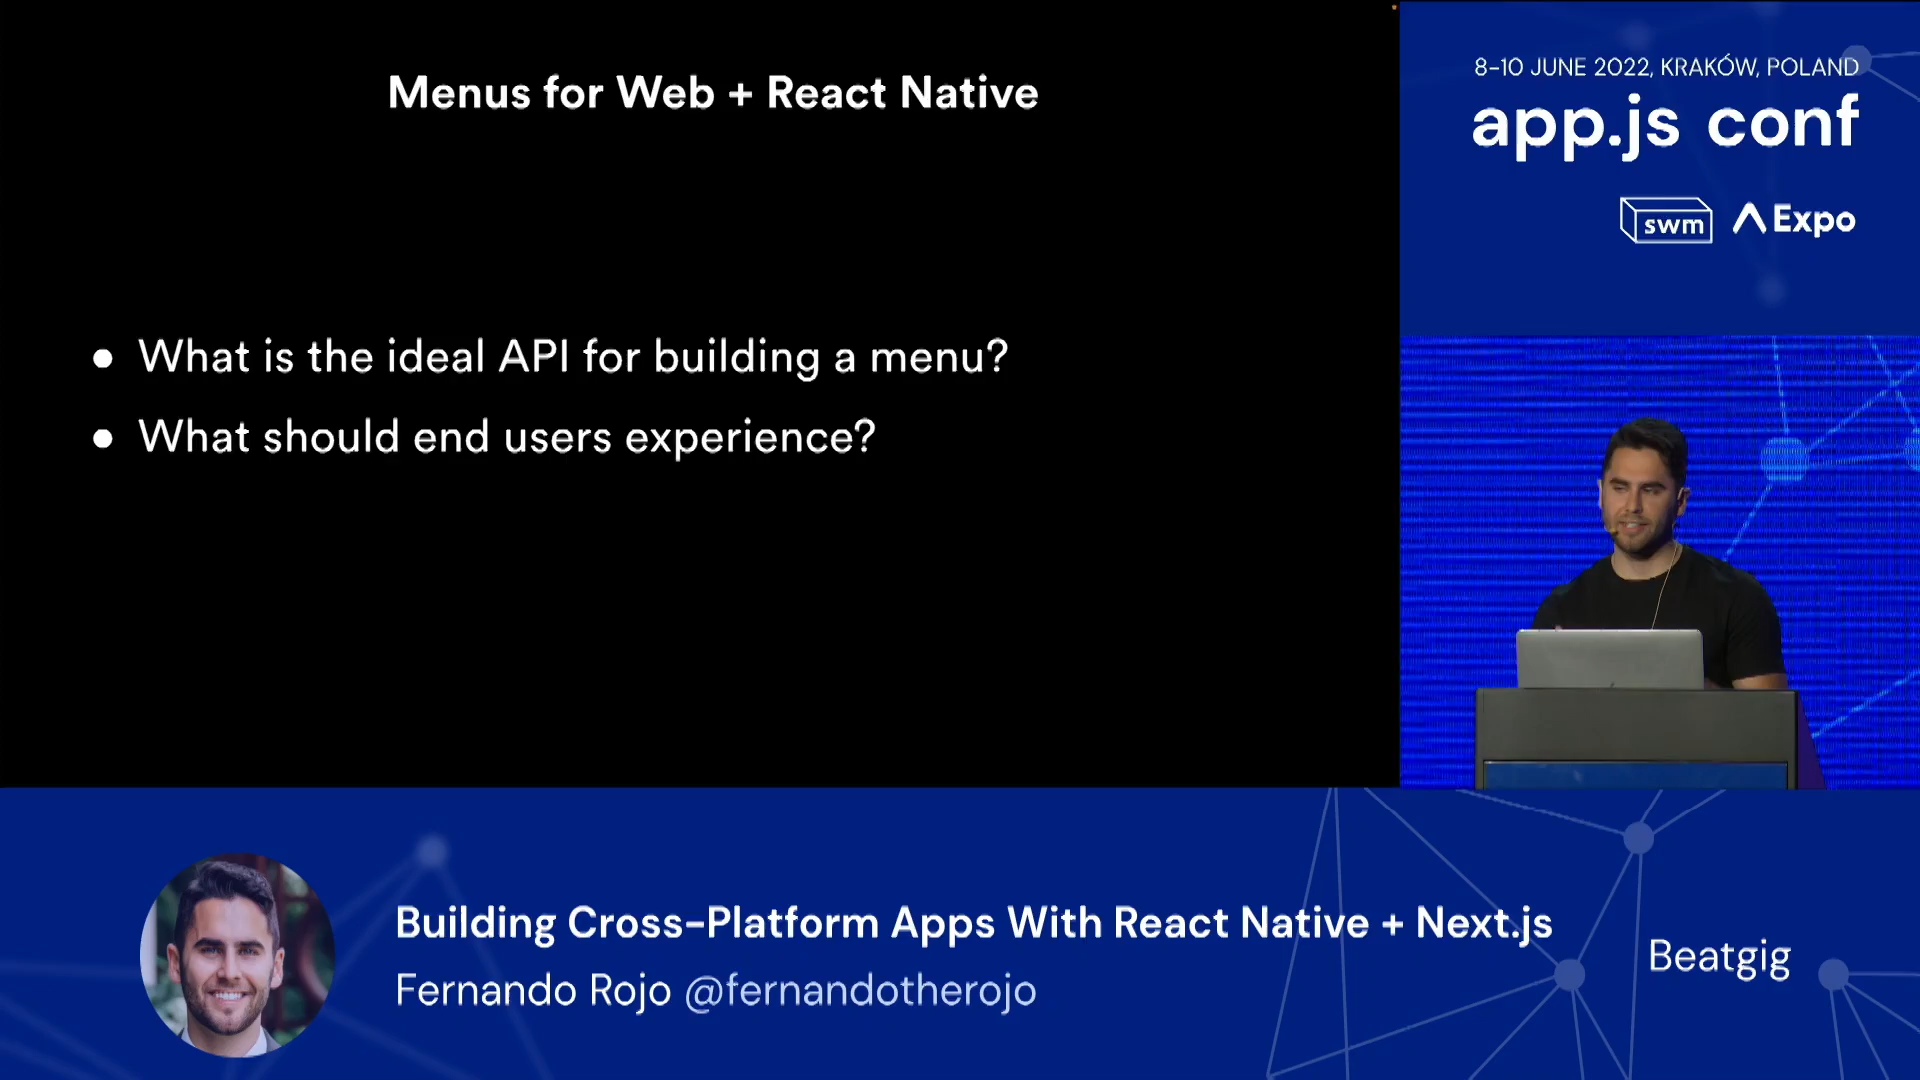 Menus for Web + React Native
● What is the ideal API for building a menu?
● What should end users experience?
8-10 JUNE 2022, KRAKÓW, POLAND
app.js conf
swm
Expo
Building Cross-Platform Apps With React Native + Next.js
Fernando Rojo @fernandotherojo
Beatgig